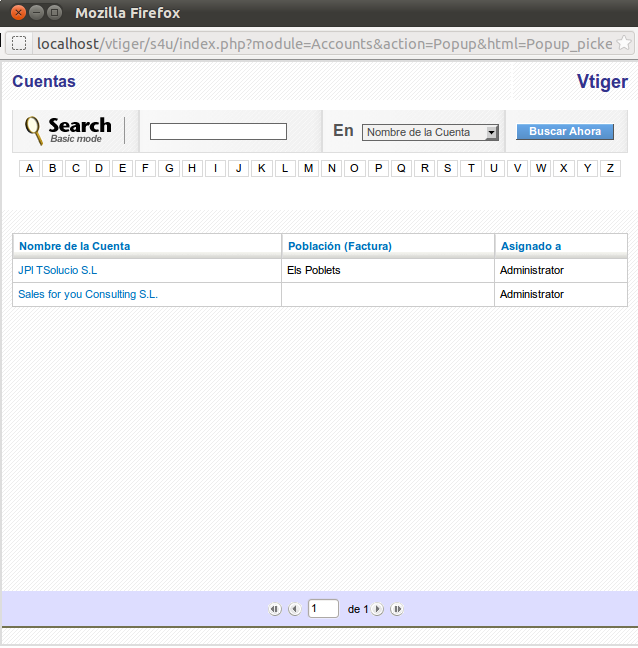 Mozilla Firefox
localhost/vtiger/s4u/index.php?module=Accounts&action=Popup&html=Popup_picke
Cuentas Vtiger
Search Basic mode En Nombre de la Cuenta Buscar Ahora
A B C D E F G H I J K L M N O P Q R S T U V W X Y Z
Nombre de la Cuenta Población (Factura) Asignado a
JPI TSolucio S.L Els Poblets Administrator
Sales for you Consulting S.L. Administrator
1 de 1